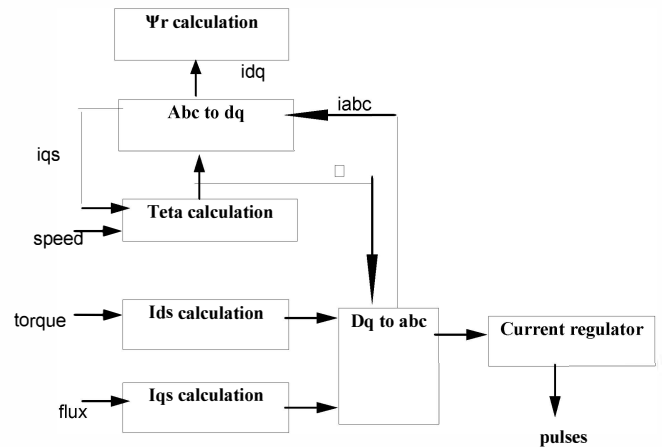 Ψr calculation
idq
Abc to dq
iabc
iqs
Teta calculation
speed
torque
Ids calculation
Dq to abc
Current regulator
flux
Iqs calculation
pulses